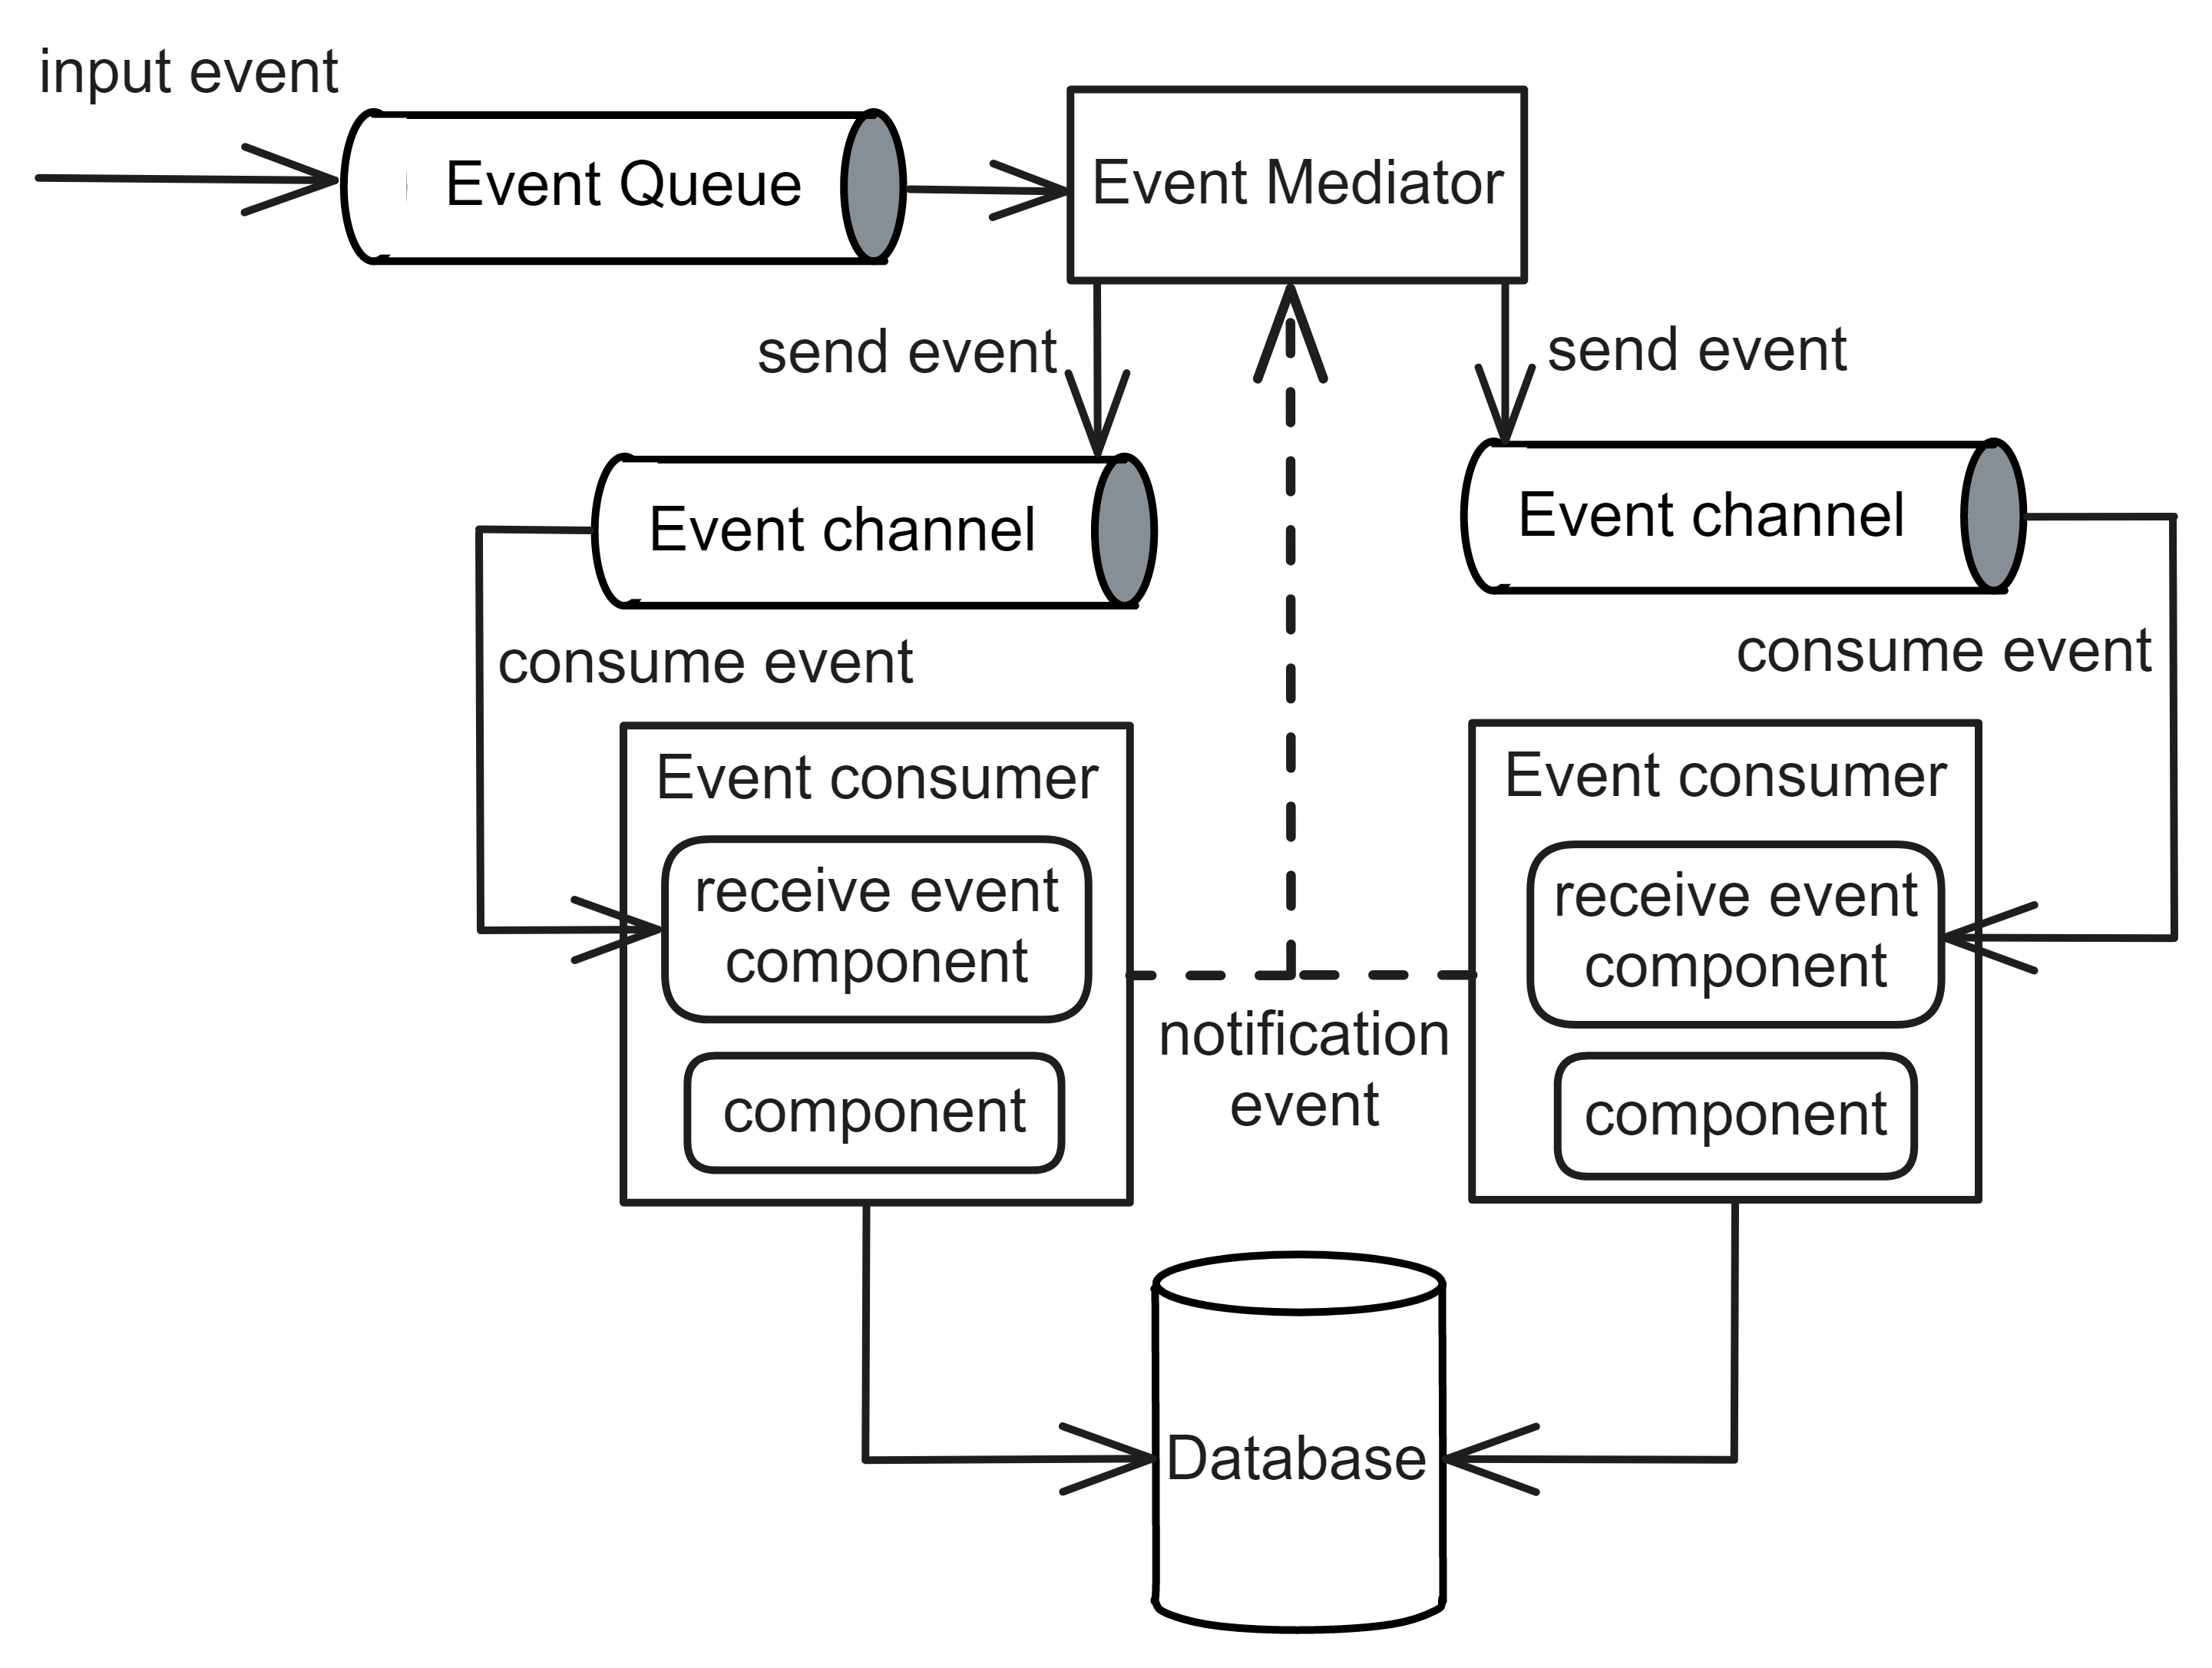 input event
Event Queue
Event Mediator
send event
send event
Event channel
Event channel
consume event
consume event
Event consumer
receive event
component
component
Event consumer
receive event
component
component
notification
event
Database